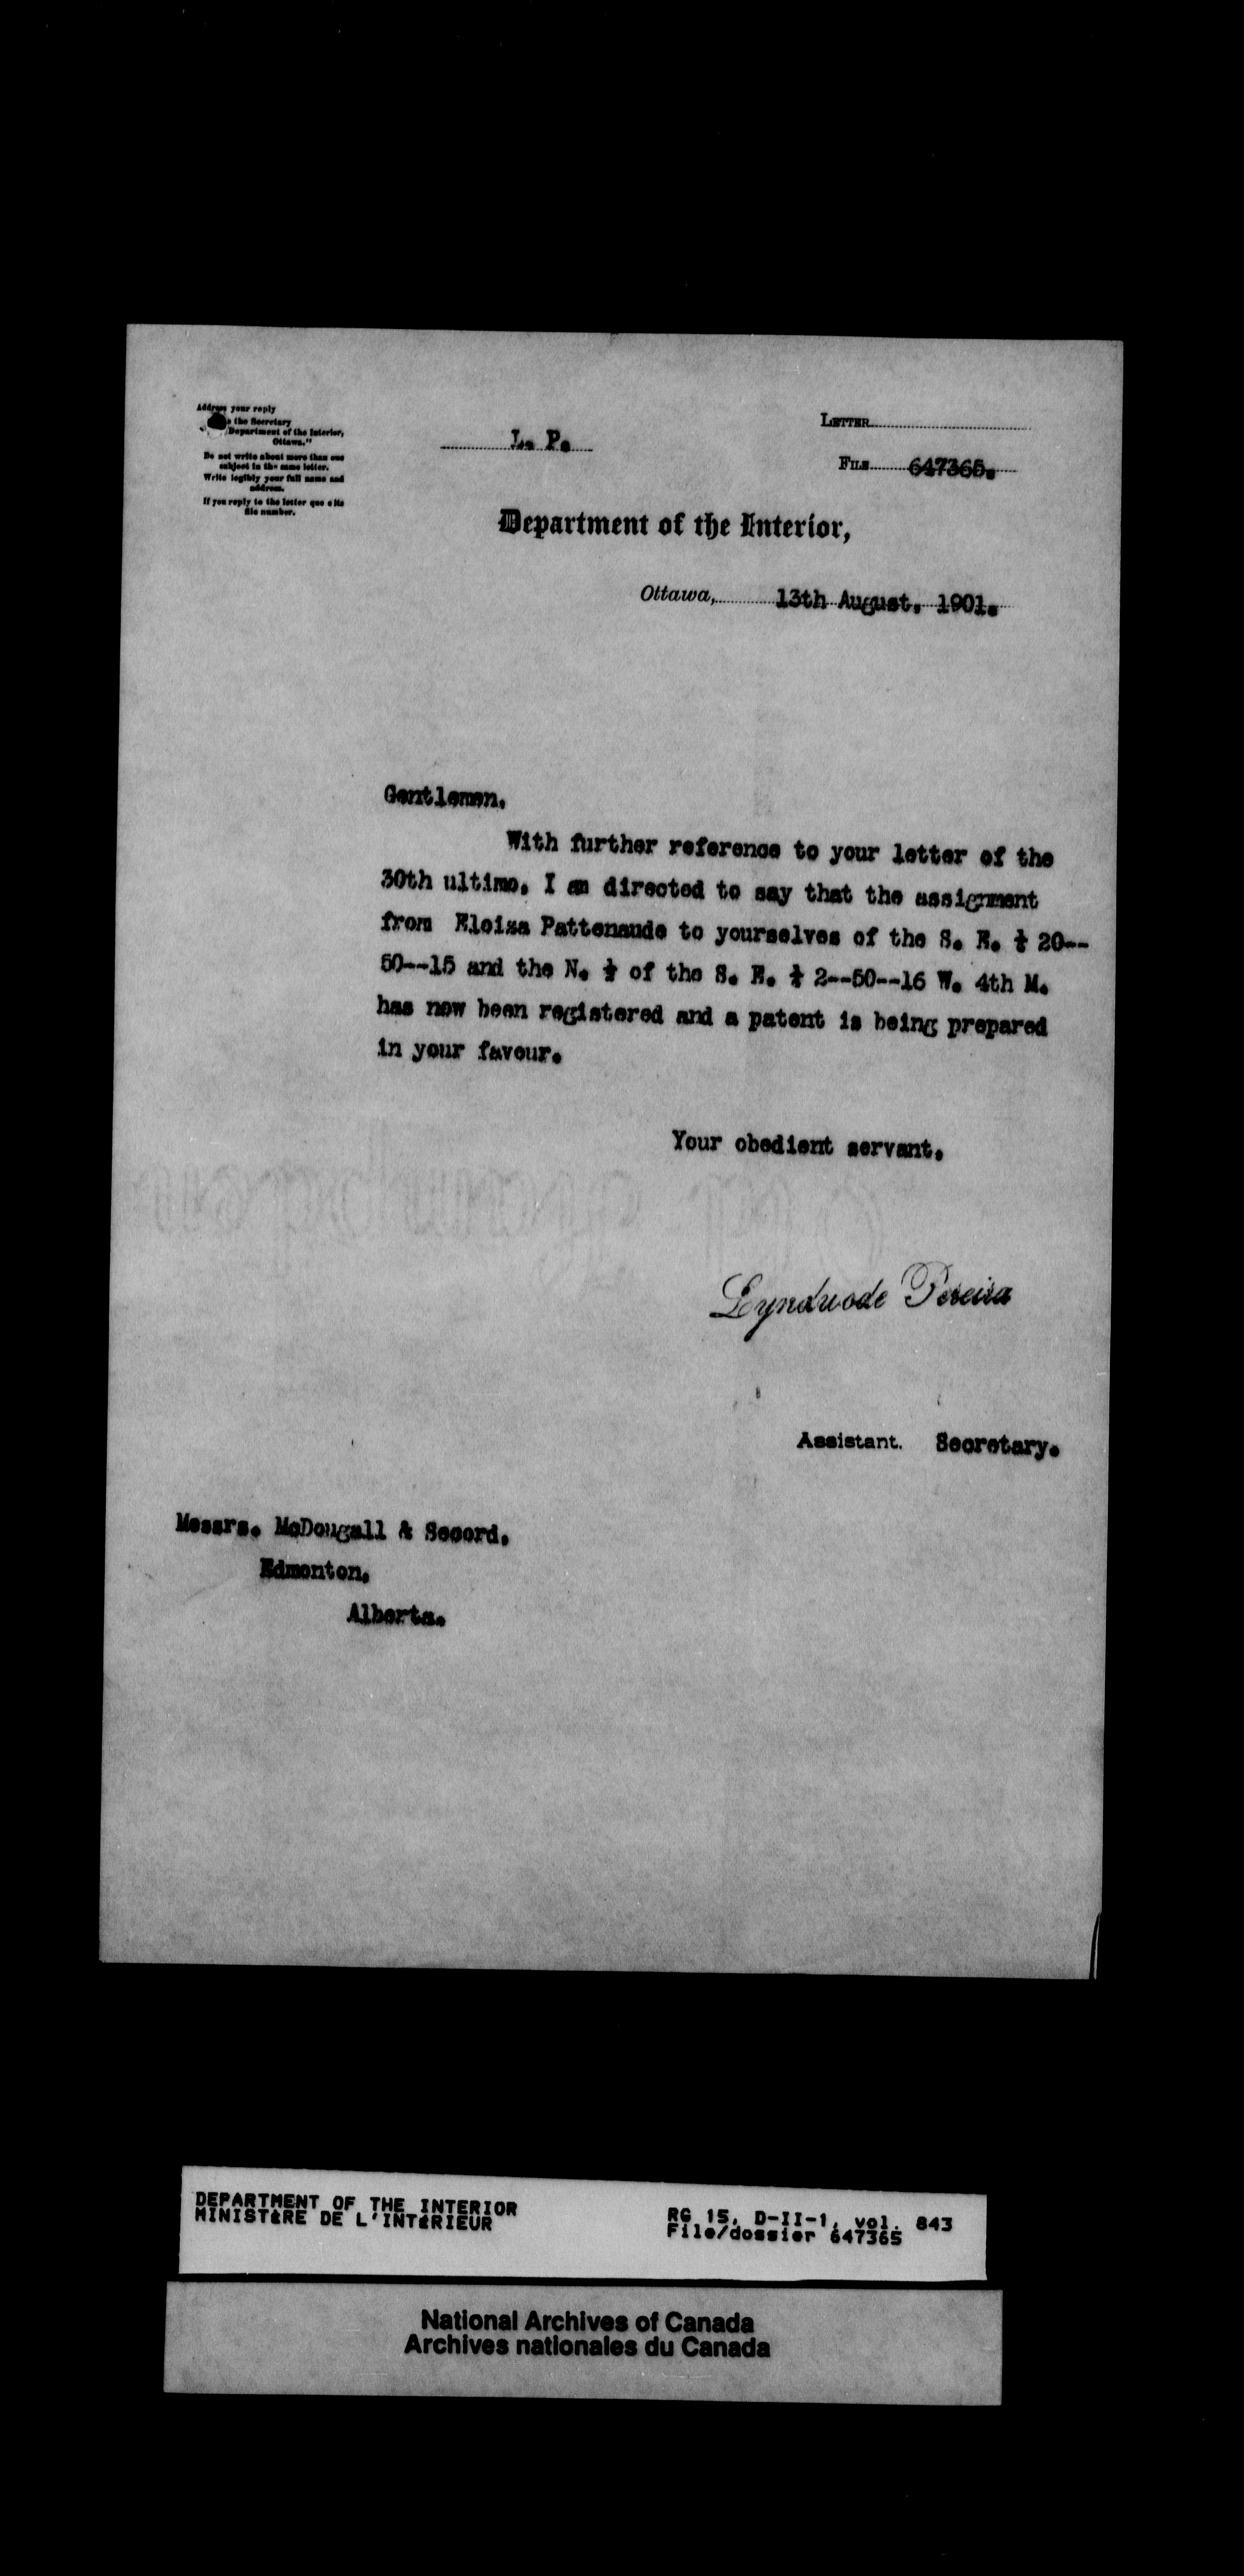 Address your reply
the Secretary
Department of the Interior,
Ottawa."
Do not write about more than one
subject in the same letter.
Write legibly your full name and
address.
If you reply to the letter quote its
file number.
L. P.
LETTER
FILE 647365.
Department of the Interior,
Ottawa, 13th August, 1901.
Gentlemen,
With further reference to your letter of the
30th ultimo, I am directed to say that the assignment
from Eloiza Pattenaude to yourselves of the S. E. ¼ 20--
50--15 and the N. ½ of the S. E. ¼ 2--50--16 W. 4th M.
has now been registered and a patent is being prepared
in your favour.
Your obedient servant,
Lyndwode Pereira
Assistant. Secretary.
Messrs. McDougall & Secord,
Edmonton,
Alberta.
DEPARTMENT OF THE INTERIOR
MINISTÈRE DE L'INTÉRIEUR
RG 15, D-II-1, vol. 843
File/dossier 647365
National Archives of Canada
Archives nationales du Canada